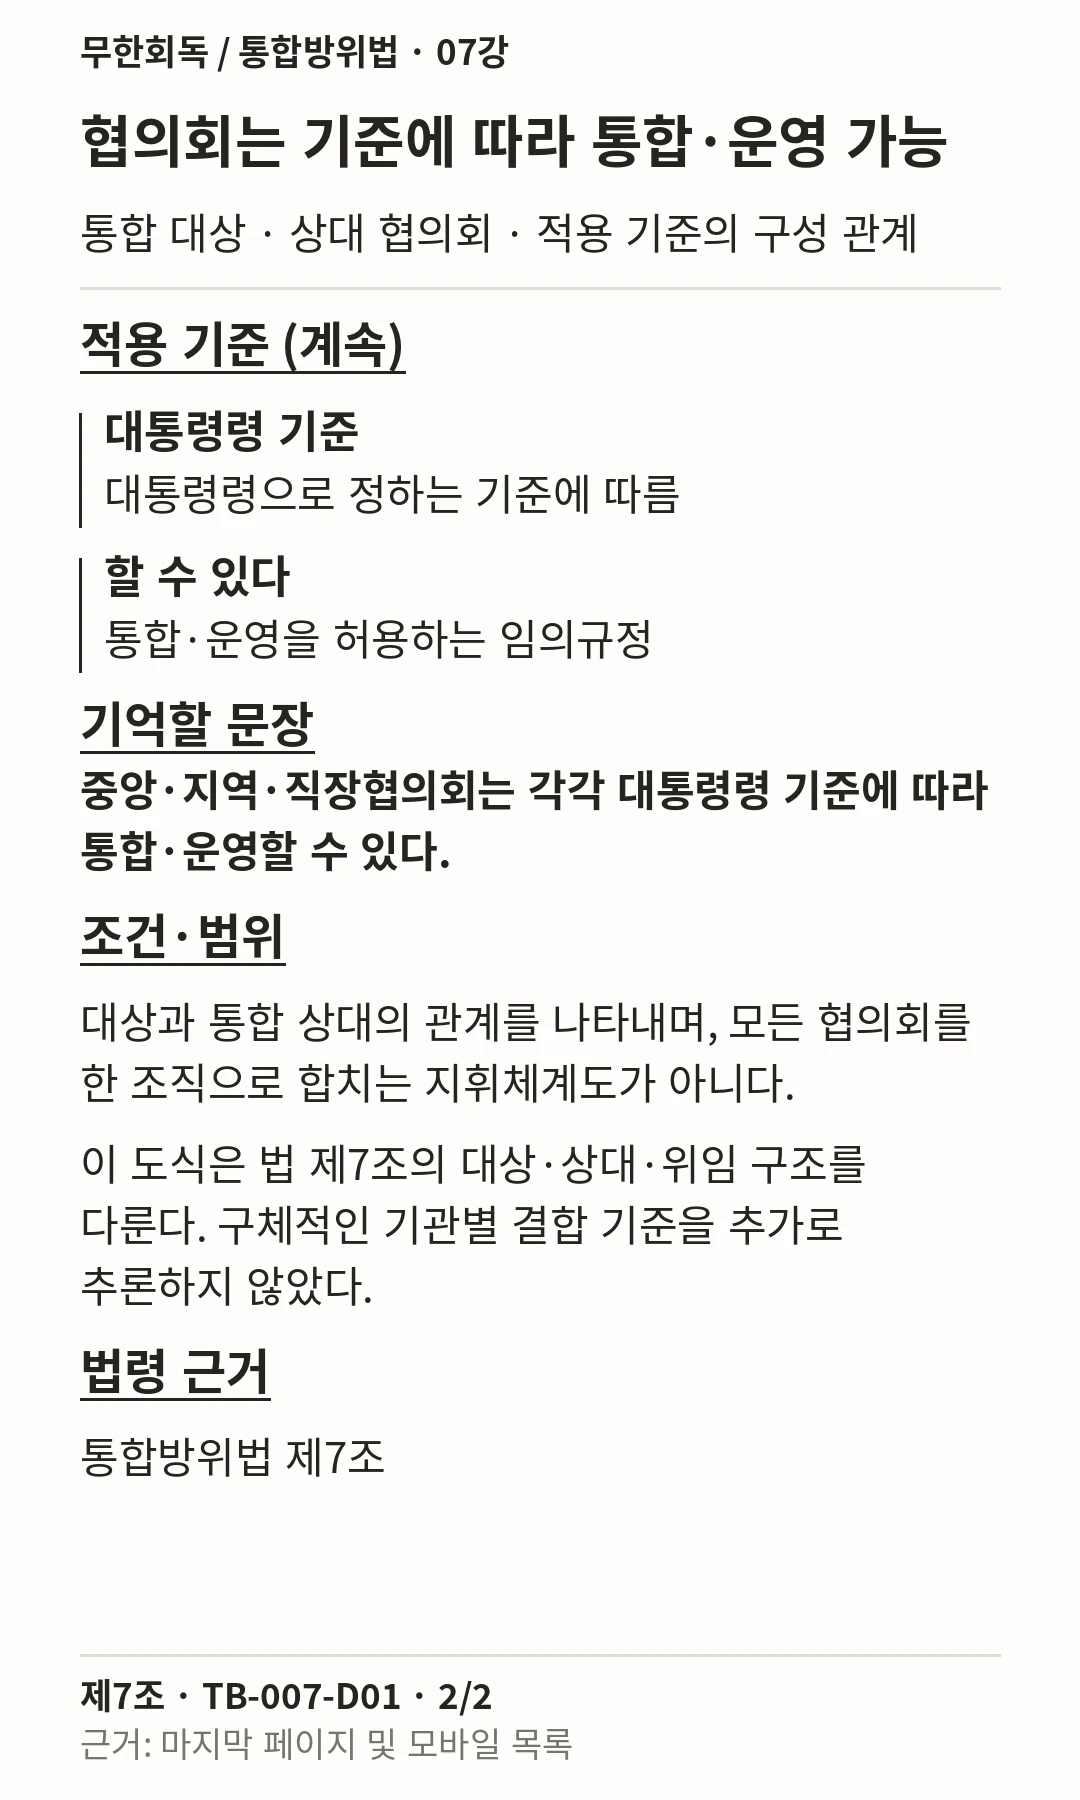 무한회독 / 통합방위법 · 07강
협의회는 기준에 따라 통합·운영 가능
통합 대상 · 상대 협의회 · 적용 기준의 구성 관계
적용 기준 (계속)
대통령령 기준
대통령령으로 정하는 기준에 따름
할 수 있다
통합·운영을 허용하는 임의규정
기억할 문장
중앙·지역·직장협의회는 각각 대통령령 기준에 따라
통합·운영할 수 있다.
조건·범위
대상과 통합 상대의 관계를 나타내며, 모든 협의회를
한 조직으로 합치는 지휘체계도가 아니다.
이 도식은 법 제7조의 대상·상대·위임 구조를
다룬다. 구체적인 기관별 결합 기준을 추가로
추론하지 않았다.
법령 근거
통합방위법 제7조
제7조 · TB-007-D01 · 2/2
근거: 마지막 페이지 및 모바일 목록